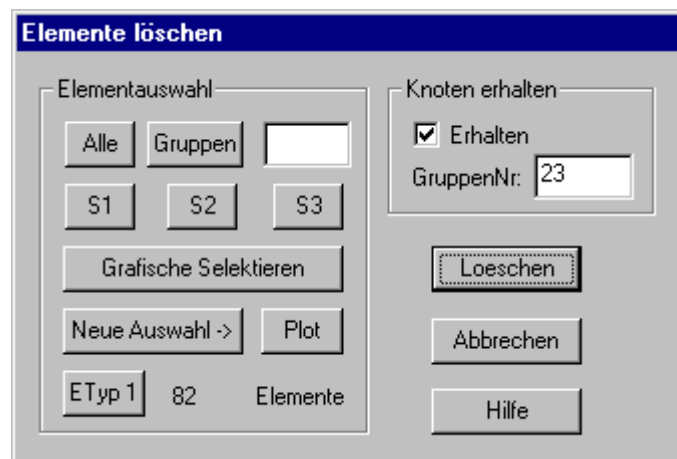 Elemente löschen
Elementauswahl
Alle Gruppen
S1 S2 S3
Grafische Selektieren
Neue Auswahl -> Plot
ETyp 1 82 Elemente
Knoten erhalten
Erhalten
GruppenNr: 23
Loeschen
Abbrechen
Hilfe